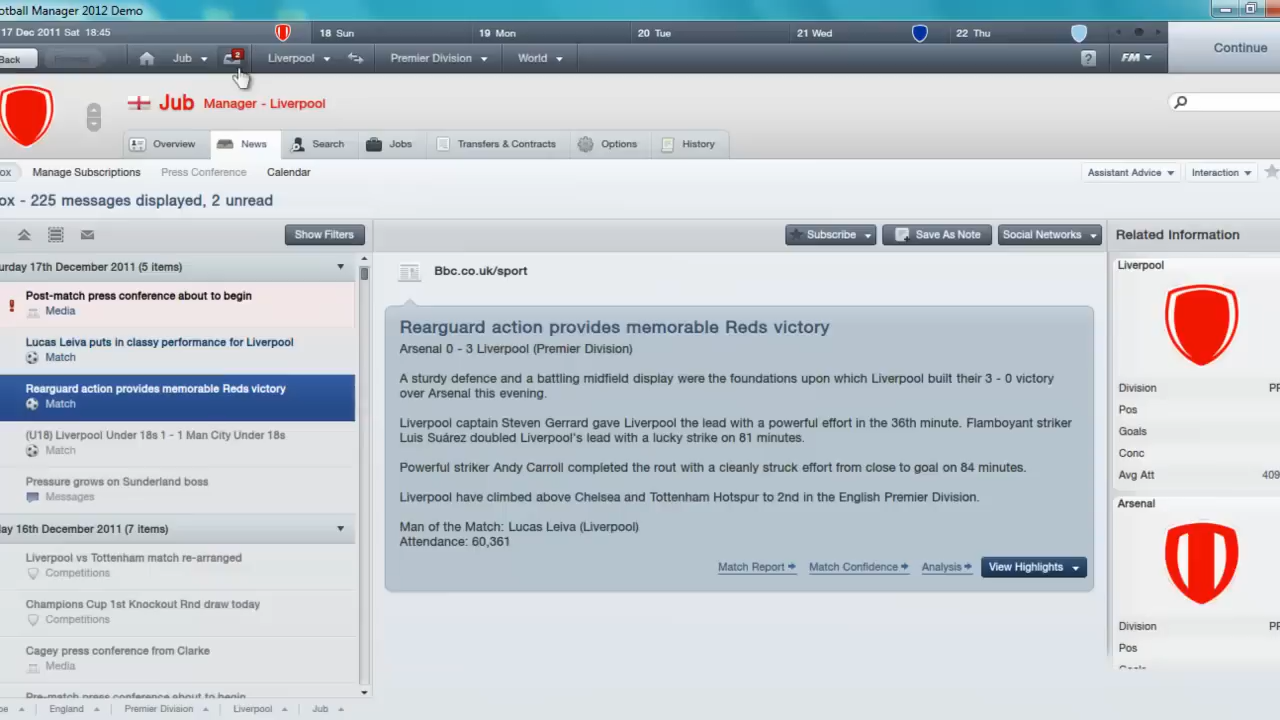 otball Manager 2012 Demo
17 Dec 2011 Sat 18:45
18 Sun
19 Mon
20 Tue
21 Wed
22 Thu
Back
Jub
2
Liverpool
Premier Division
World
?
FM
Continue
Jub Manager - Liverpool
Overview
News
Search
Jobs
Transfers & Contracts
Options
History
ox
Manage Subscriptions
Press Conference
Calendar
Assistant Advice
Interaction
ox - 225 messages displayed, 2 unread
Show Filters
Subscribe
Save As Note
Social Networks
Related Information
urday 17th December 2011 (5 items)
Post-match press conference about to begin
Media
Lucas Leiva puts in classy performance for Liverpool
Match
Rearguard action provides memorable Reds victory
Match
(U18) Liverpool Under 18s 1 - 1 Man City Under 18s
Match
Pressure grows on Sunderland boss
Messages
ay 16th December 2011 (7 items)
Liverpool vs Tottenham match re-arranged
Competitions
Champions Cup 1st Knockout Rnd draw today
Competitions
Cagey press conference from Clarke
Media
Pre-match press conference about to begin
Bbc.co.uk/sport
Rearguard action provides memorable Reds victory
Arsenal 0 - 3 Liverpool (Premier Division)
A sturdy defence and a battling midfield display were the foundations upon which Liverpool built their 3 - 0 victory
over Arsenal this evening.
Liverpool captain Steven Gerrard gave Liverpool the lead with a powerful effort in the 36th minute. Flamboyant striker
Luis Suárez doubled Liverpool's lead with a lucky strike on 81 minutes.
Powerful striker Andy Carroll completed the rout with a cleanly struck effort from close to goal on 84 minutes.
Liverpool have climbed above Chelsea and Tottenham Hotspur to 2nd in the English Premier Division.
Man of the Match: Lucas Leiva (Liverpool)
Attendance: 60,361
Match Report
Match Confidence
Analysis
View Highlights
Liverpool
Division PR
Pos
Goals
Conc
Avg Att 409
Arsenal
Division PR
Pos
Goals
pe
England
Premier Division
Liverpool
Jub